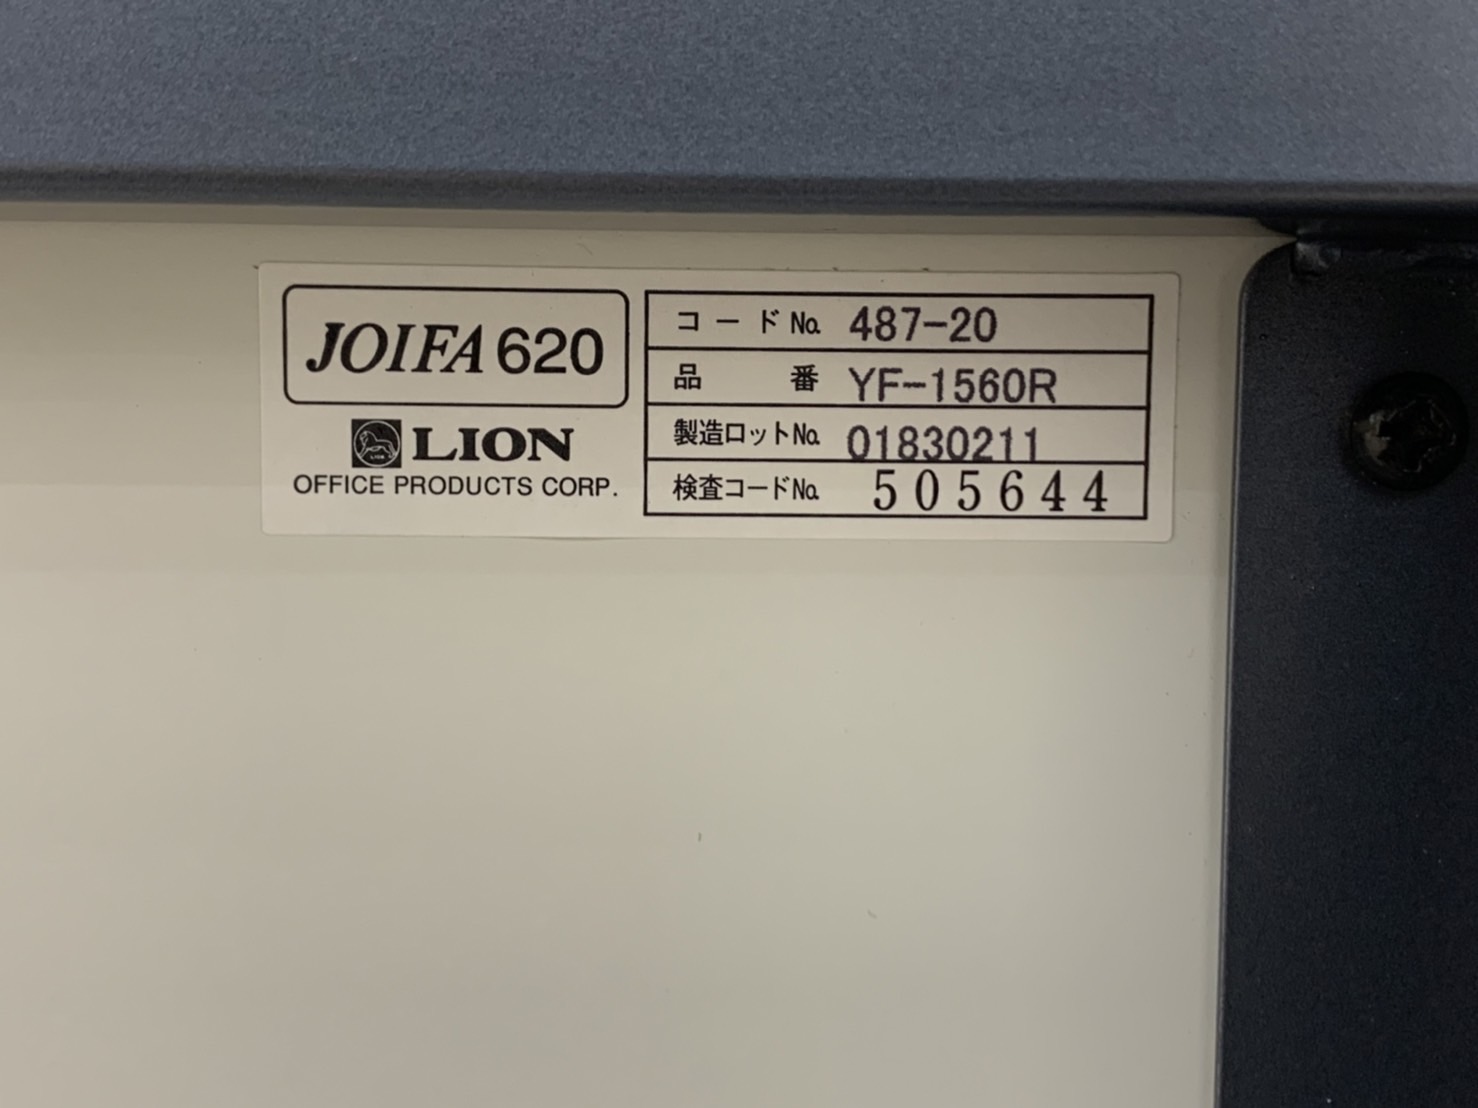 JOIFA 620
LION
OFFICE PRODUCTS CORP.
コードNo. 487-20
品番 YF-1560R
製造ロットNo. 01830211
検査コードNo. 505644